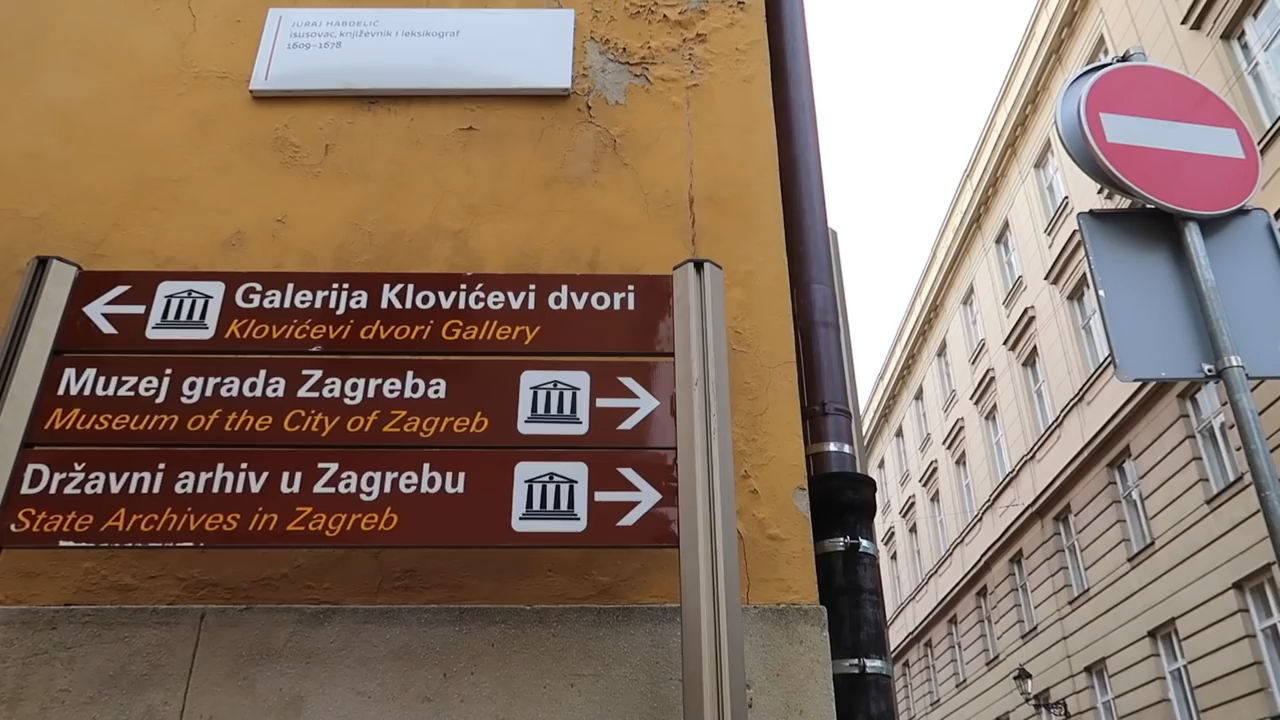 JURAJ HABDELIĆ
isusovac, književnik i leksikograf
1609-1678
Galerija Klovićevi dvori
Klovićevi dvori Gallery
Muzej grada Zagreba
Museum of the City of Zagreb
Državni arhiv u Zagrebu
State Archives in Zagreb